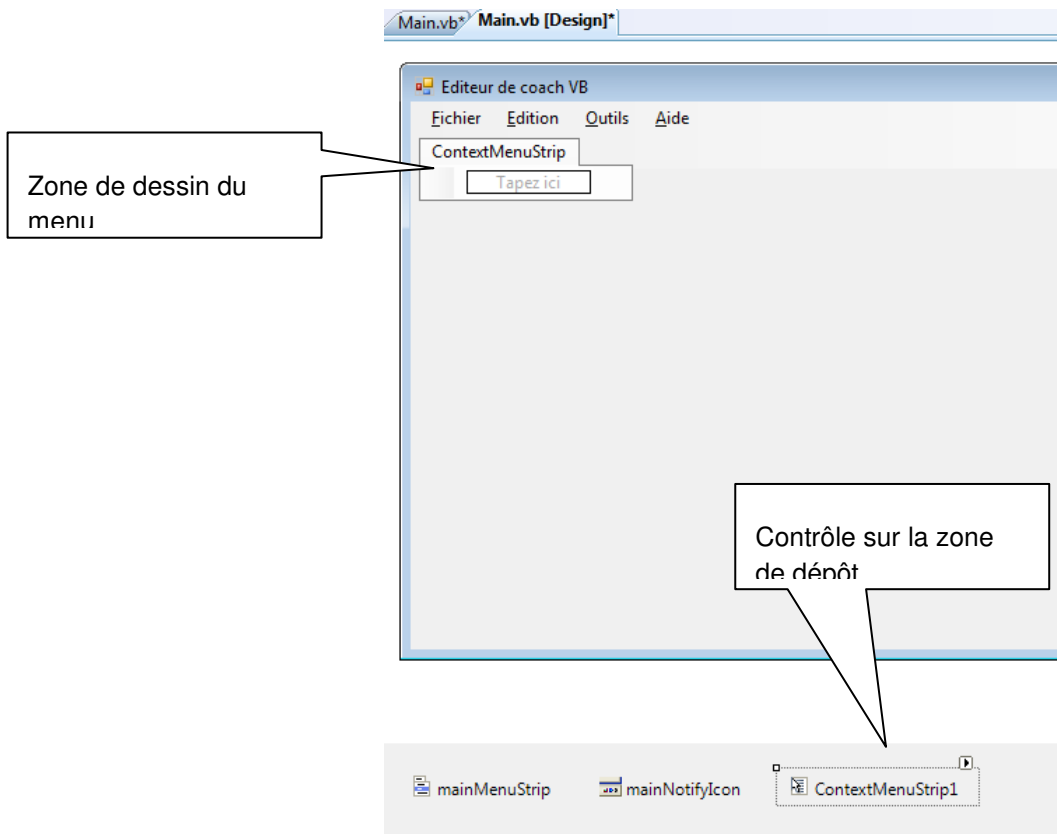 Main.vb* Main.vb [Design]*
Editeur de coach VB
Fichier Edition Outils Aide
ContextMenuStrip
Tapez ici
Zone de dessin du
menu
Contrôle sur la zone
de dépôt
mainMenuStrip mainNotifyIcon ContextMenuStrip1